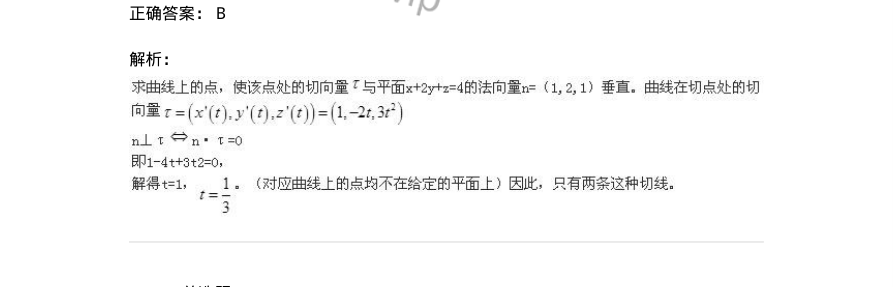 正确答案： B
解析：
求曲线上的点，使该点处的切向量τ与平面x+2y+z=4的法向量n=（1,2,1）垂直。曲线在切点处的切
向量 τ=(x'(t),y'(t),z'(t))=(1,-2t,3t²)
n⊥τ⇔n·τ=0
即1-4t+3t2=0，
解得t=1， t=1/3 。（对应曲线上的点均不在给定的平面上）因此，只有两条这种切线。